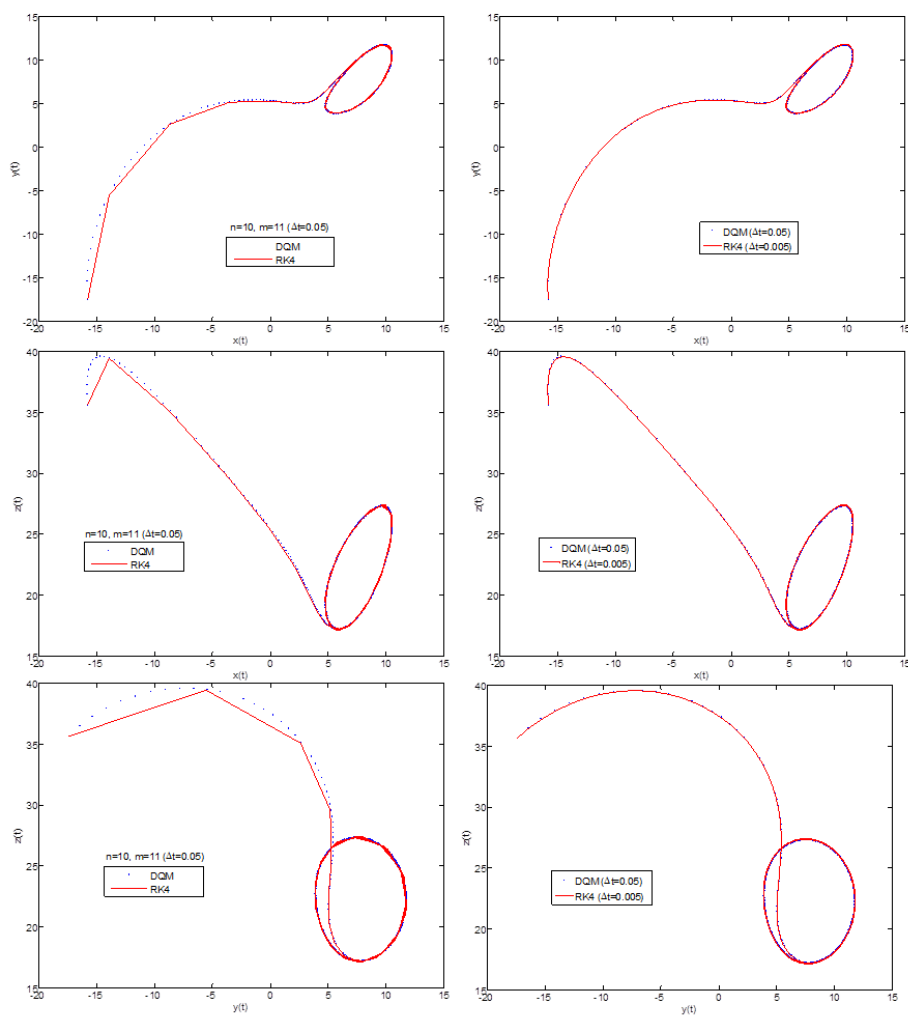 15
10
5
0
-5
-10
-15
-20
y(t)
n=10, m=11 (Δt=0.05)
DQM
RK4
-20 -15 -10 -5 0 5 10 15
x(t)
15
10
5
0
-5
-10
-15
-20
y(t)
DQM (Δt=0.05)
RK4 (Δt=0.005)
-20 -15 -10 -5 0 5 10 15
x(t)
40
35
30
25
20
15
z(t)
n=10, m=11 (Δt=0.05)
DQM
RK4
-20 -15 -10 -5 0 5 10 15
x(t)
40
35
30
25
20
15
z(t)
DQM (Δt=0.05)
RK4 (Δt=0.005)
-20 -15 -10 -5 0 5 10 15
x(t)
40
35
30
25
20
15
z(t)
n=10, m=11 (Δt=0.05)
DQM
RK4
-20 -15 -10 -5 0 5 10 15
y(t)
40
35
30
25
20
15
z(t)
DQM (Δt=0.05)
RK4 (Δt=0.005)
-20 -15 -10 -5 0 5 10 15
y(t)